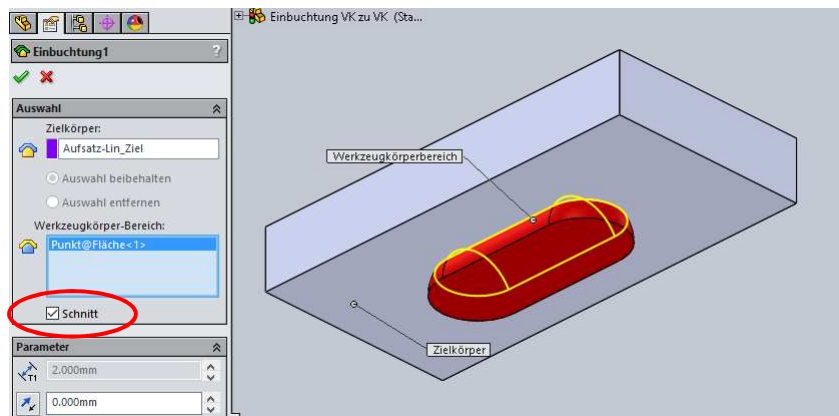 Einbuchtung VK zu VK (Sta...
Einbuchtung1
?
Auswahl
Zielkörper:
Aufsatz-Lin_Ziel
Auswahl beibehalten
Auswahl entfernen
Werkzeugkörper-Bereich:
Punkt@Fläche<1>
Schnitt
Parameter
T1
2.000mm
0.000mm
Werkzeugkörperbereich
Zielkörper